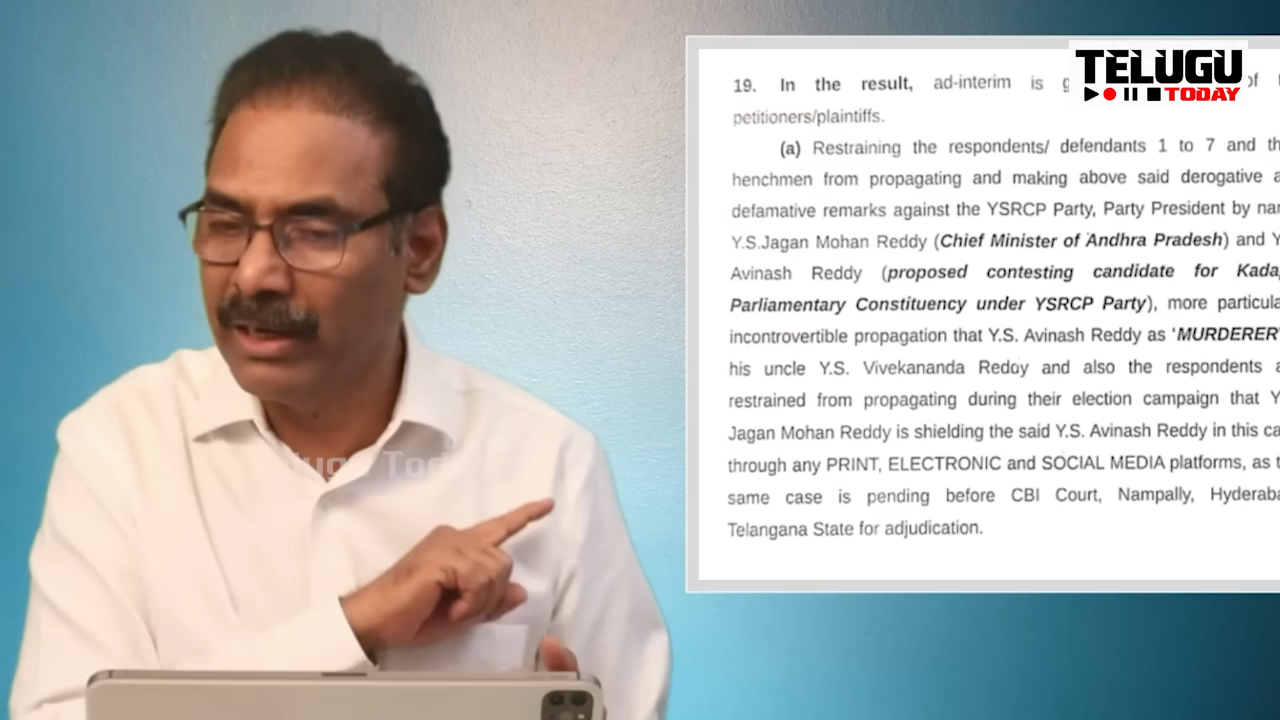 TELUGU
TODAY
19. In the result, ad-interim is of
petitioners/plaintiffs.
(a) Restraining the respondents/ defendants 1 to 7 and
henchmen from propagating and making above said derogative
defamative remarks against the YSRCP Party, Party President by
Y.S.Jagan Mohan Reddy (Chief Minister of Andhra Pradesh) and
Avinash Reddy (proposed contesting candidate for
Parliamentary Constituency under YSRCP Party), more
incontrovertible propagation that Y.S. Avinash Reddy as 'MURDERER'
his uncle Y.S. Vivekananda Reddy and also the respondents
restrained from propagating during their election campaign that
Jagan Mohan Reddy is shielding the said Y.S. Avinash Reddy in this
through any PRINT, ELECTRONIC and SOCIAL MEDIA platforms, as
same case is pending before CBI Court, Nampally,
Telangana State for adjudication.